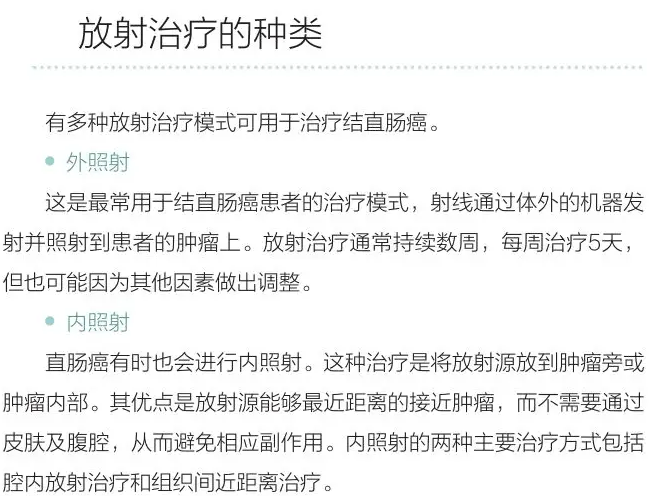 放射治疗的种类
有多种放射治疗模式可用于治疗结直肠癌。
• 外照射
这是最常用于结直肠癌患者的治疗模式，射线通过体外的机器发
射并照射到患者的肿瘤上。放射治疗通常持续数周，每周治疗5天，
但也可能因为其他因素做出调整。
• 内照射
直肠癌有时也会进行内照射。这种治疗是将放射源放到肿瘤旁或
肿瘤内部。其优点是放射源能够最近距离的接近肿瘤，而不需要通过
皮肤及腹腔，从而避免相应副作用。内照射的两种主要治疗方式包括
腔内放射治疗和组织间近距离治疗。